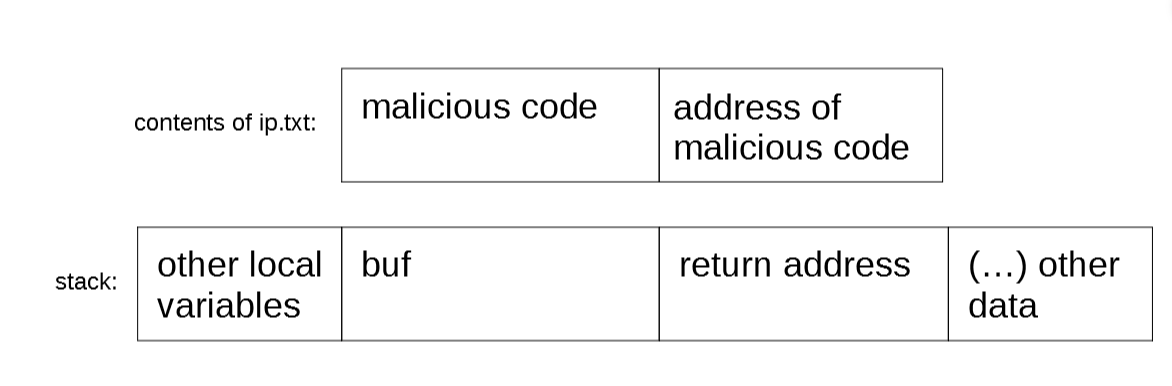 contents of ip.txt:
malicious code
address of
malicious code
stack:
other local
variables
buf
return address
(...) other
data